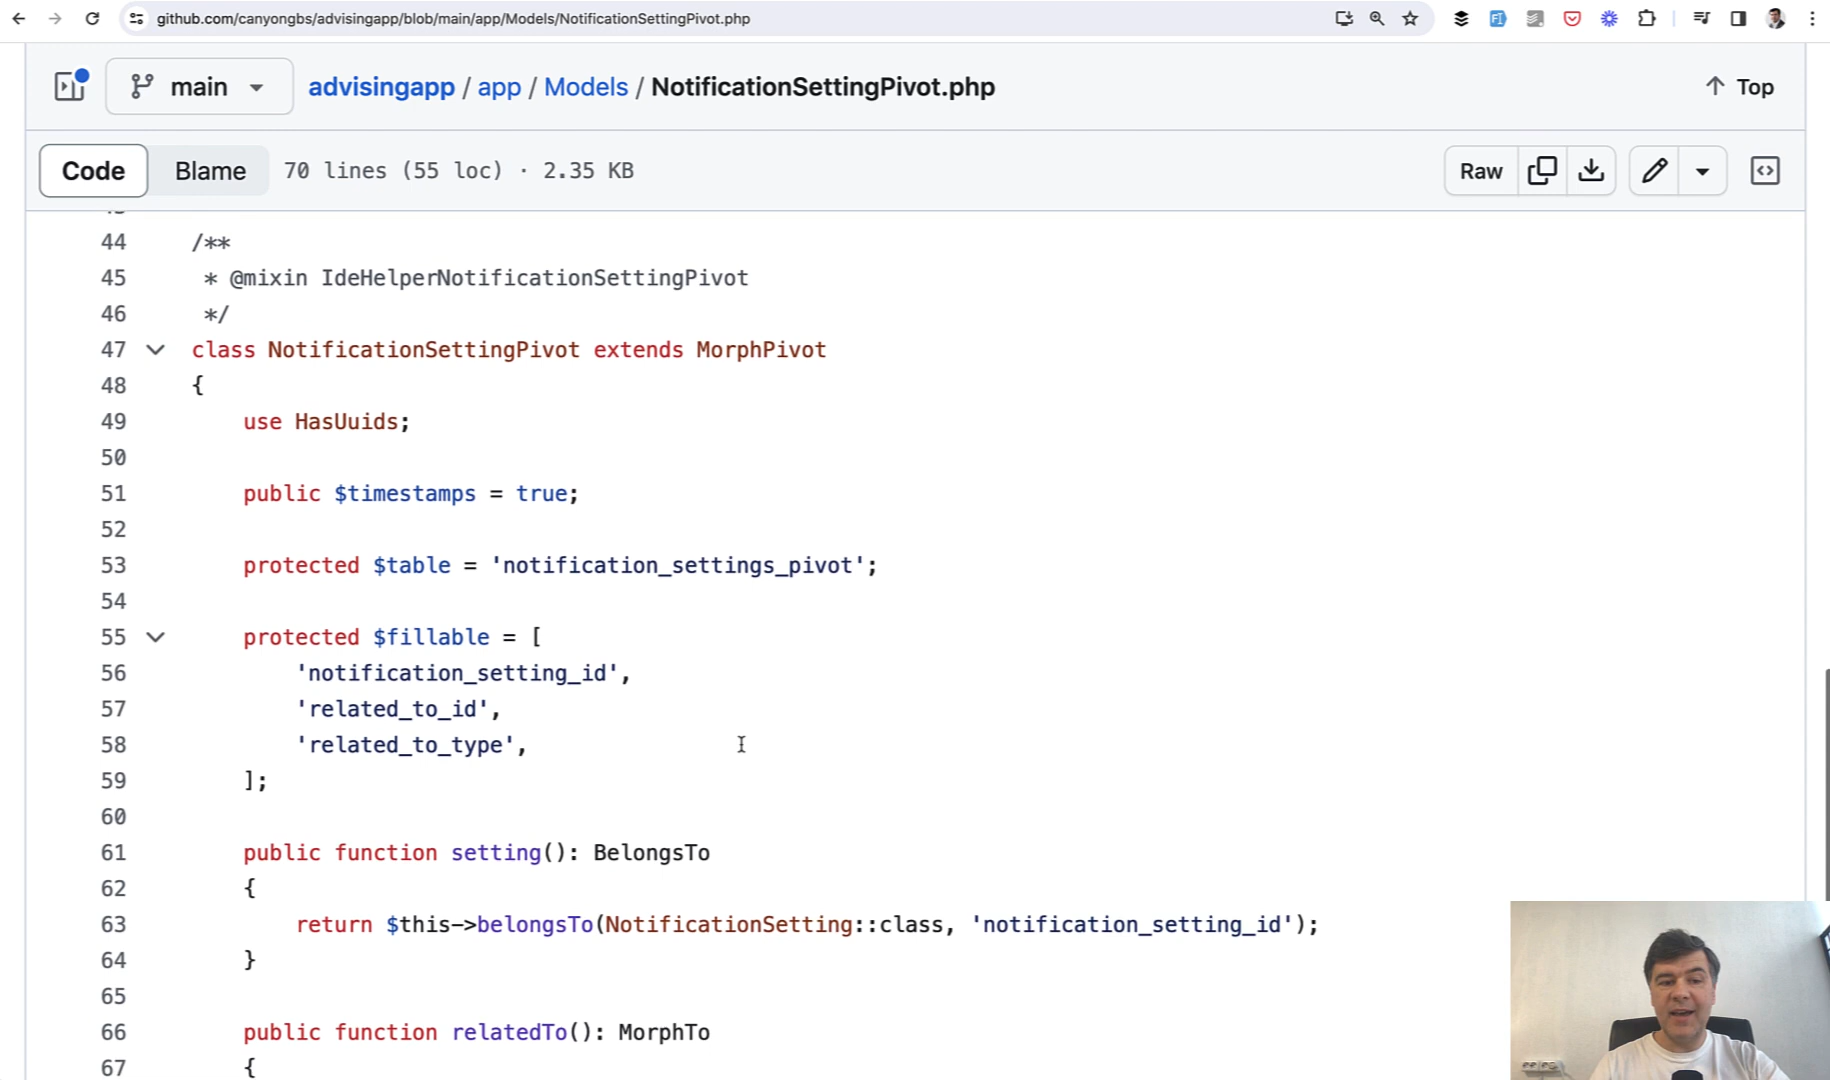 github.com/canyongbs/advisingapp/blob/main/app/Models/NotificationSettingPivot.php
main
advisingapp / app / Models / NotificationSettingPivot.php
Top
Code
Blame
70 lines (55 loc) · 2.35 KB
Raw
44 /**
45 * @mixin IdeHelperNotificationSettingPivot
46 */
47 class NotificationSettingPivot extends MorphPivot
48 {
49 use HasUuids;
50
51 public $timestamps = true;
52
53 protected $table = 'notification_settings_pivot';
54
55 protected $fillable = [
56 'notification_setting_id',
57 'related_to_id',
58 'related_to_type',
59 ];
60
61 public function setting(): BelongsTo
62 {
63 return $this->belongsTo(NotificationSetting::class, 'notification_setting_id');
64 }
65
66 public function relatedTo(): MorphTo
67 {